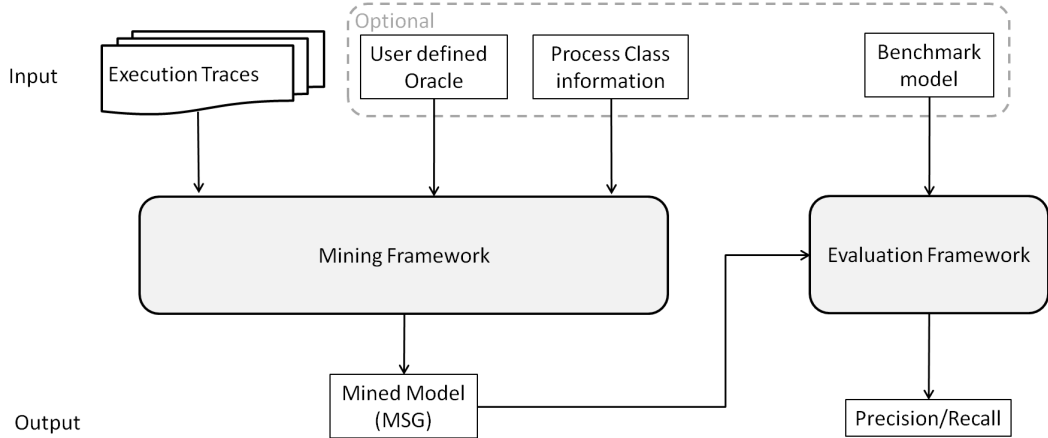 Optional
Input
Execution Traces
User defined
Oracle
Process Class
information
Benchmark
model
Mining Framework
Evaluation Framework
Mined Model
(MSG)
Output
Precision/Recall